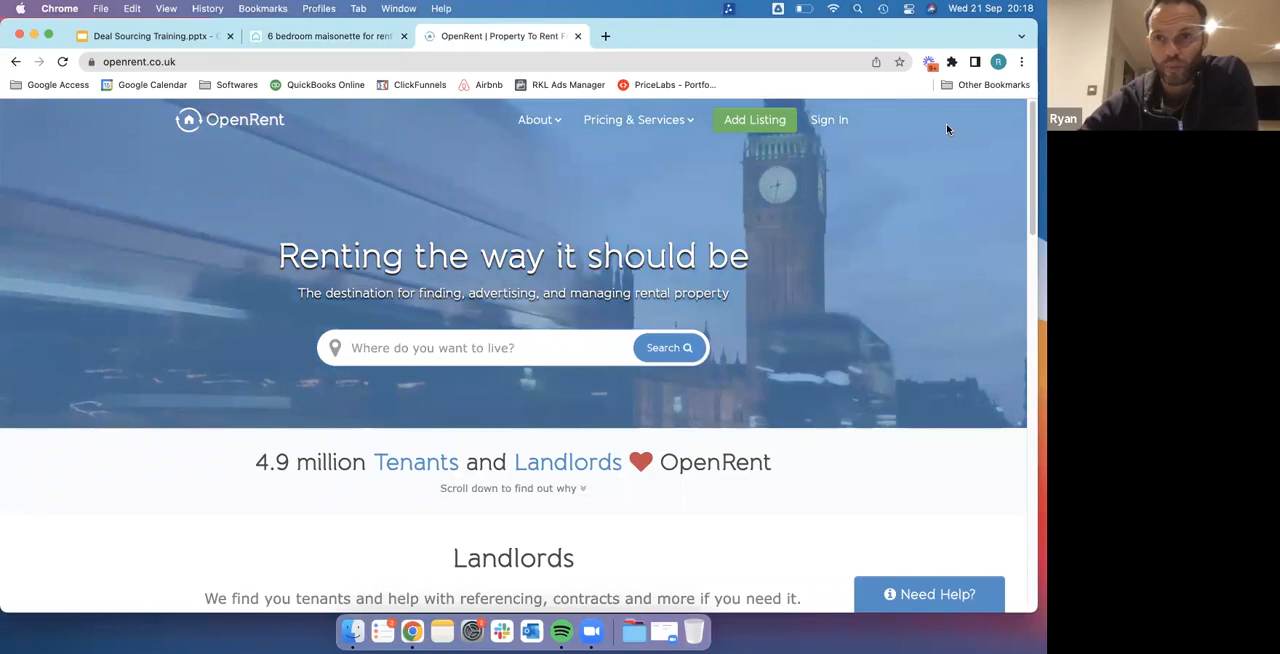 Chrome File Edit View History Bookmarks Profiles Tab Window Help Wed 21 Sep 20:18
Deal Sourcing Training.pptx - 6 bedroom maisonette for rent OpenRent | Property To Rent F
openrent.co.uk R
Google Access Google Calendar Softwares QuickBooks Online ClickFunnels Airbnb RKL Ads Manager PriceLabs - Portfo... Other Bookmarks
OpenRent About Pricing & Services Add Listing Sign In
Ryan
Renting the way it should be
The destination for finding, advertising, and managing rental property
Where do you want to live? Search
4.9 million Tenants and Landlords OpenRent
Scroll down to find out why
Landlords
We find you tenants and help with referencing, contracts and more if you need it.
Need Help?